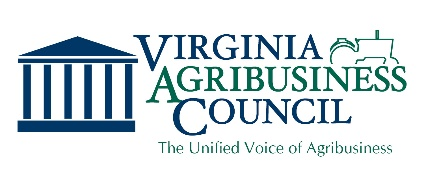 VIRGINIA
AGRIBUSINESS
COUNCIL
The Unified Voice of Agribusiness